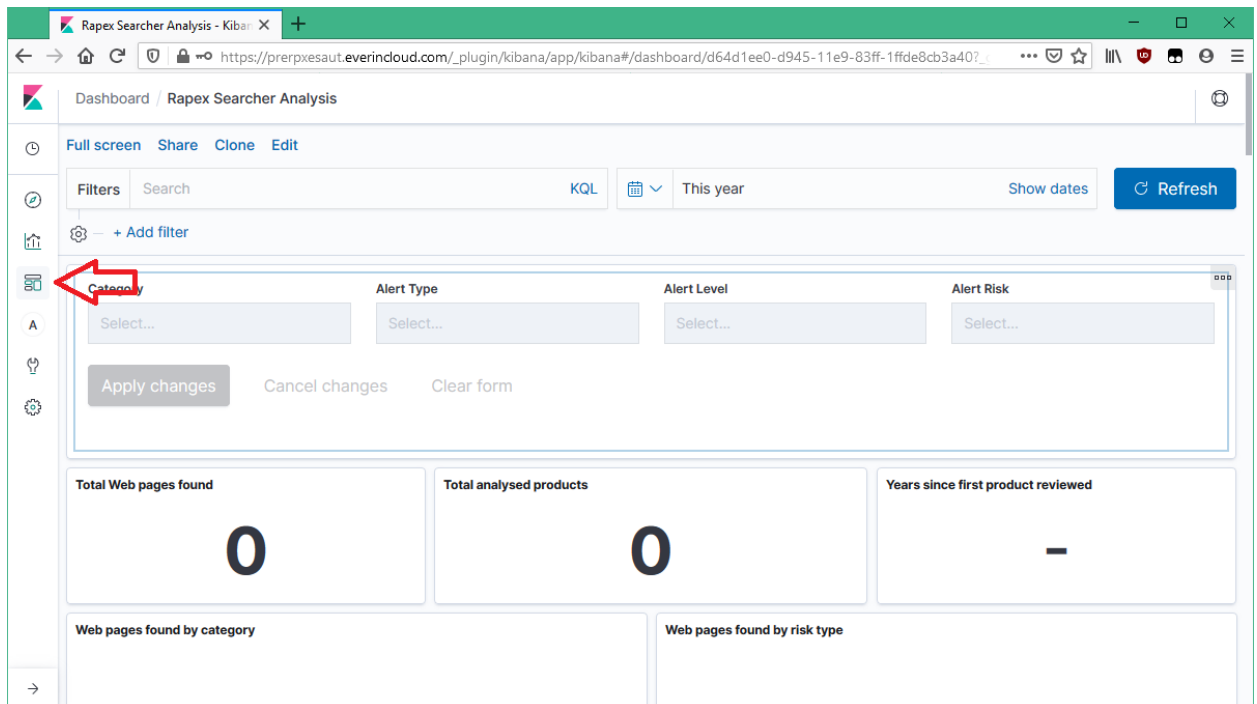 Rapex Searcher Analysis - Kiban
https://prerpxesaut.everincloud.com/_plugin/kibana/app/kibana#/dashboard/d64d1ee0-d945-11e9-83ff-1ffde8cb3a40?_g
Dashboard / Rapex Searcher Analysis
Full screen Share Clone Edit
Filters Search KQL This year Show dates Refresh
+ Add filter
Category Alert Type Alert Level Alert Risk
Select... Select... Select... Select...
A
Apply changes Cancel changes Clear form
Total Web pages found Total analysed products Years since first product reviewed
0 0 -
Web pages found by category Web pages found by risk type